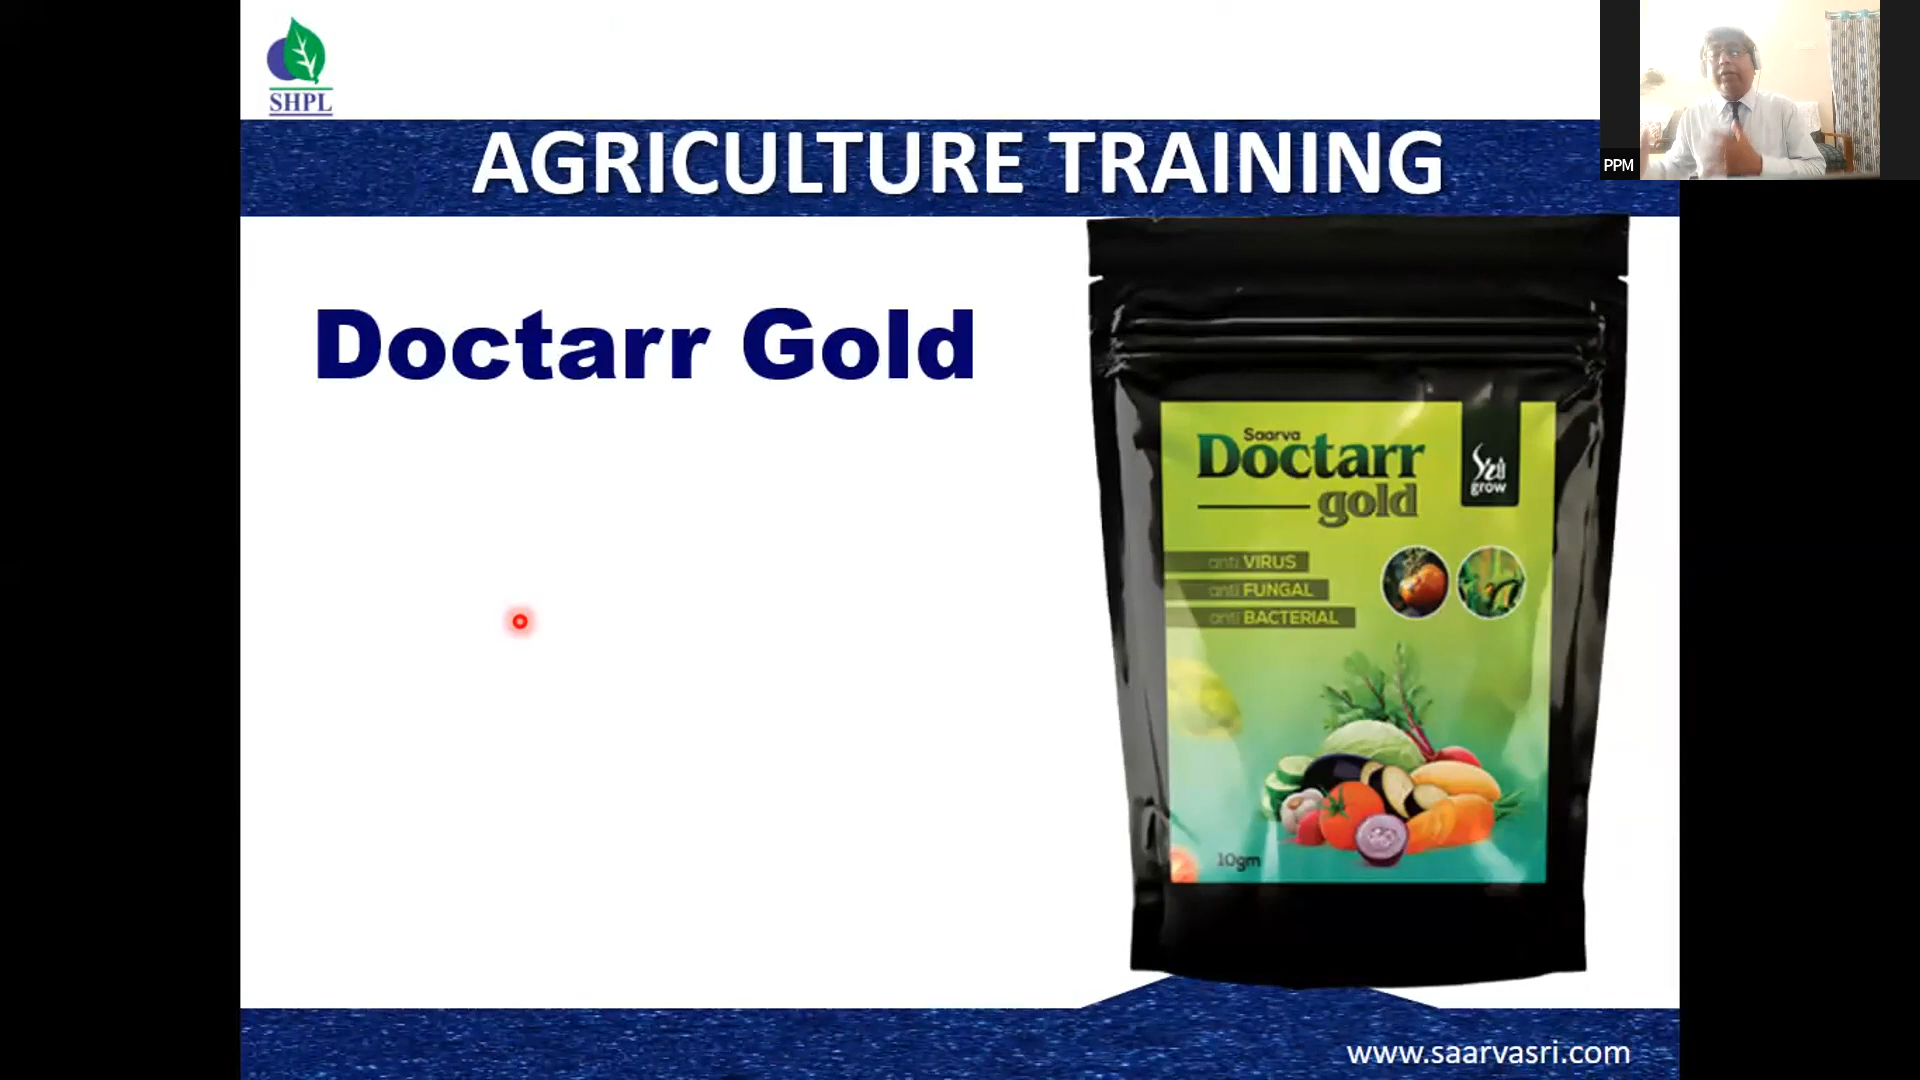 SHPL
AGRICULTURE TRAINING
PPM
Doctarr Gold
Saarva
Doctarr
gold
Sri
grow
anti VIRUS
anti FUNGAL
anti BACTERIAL
10gm
www.saarvasri.com